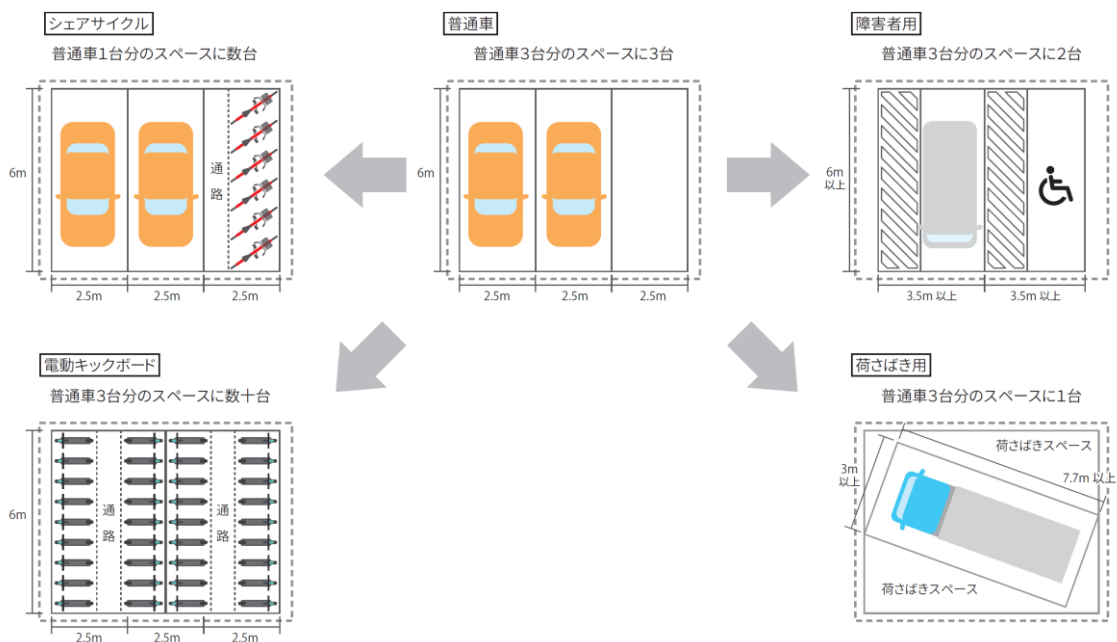 シェアサイクル
普通車1台分のスペースに数台
6m
通
路
2.5m
2.5m
2.5m
普通車
普通車3台分のスペースに3台
6m
2.5m
2.5m
2.5m
障害者用
普通車3台分のスペースに2台
6m
以上
3.5m 以上
3.5m 以上
電動キックボード
普通車3台分のスペースに数十台
6m
通
路
通
路
2.5m
2.5m
2.5m
荷さばき用
普通車3台分のスペースに1台
荷さばきスペース
3m
以上
7.7m 以上
荷さばきスペース